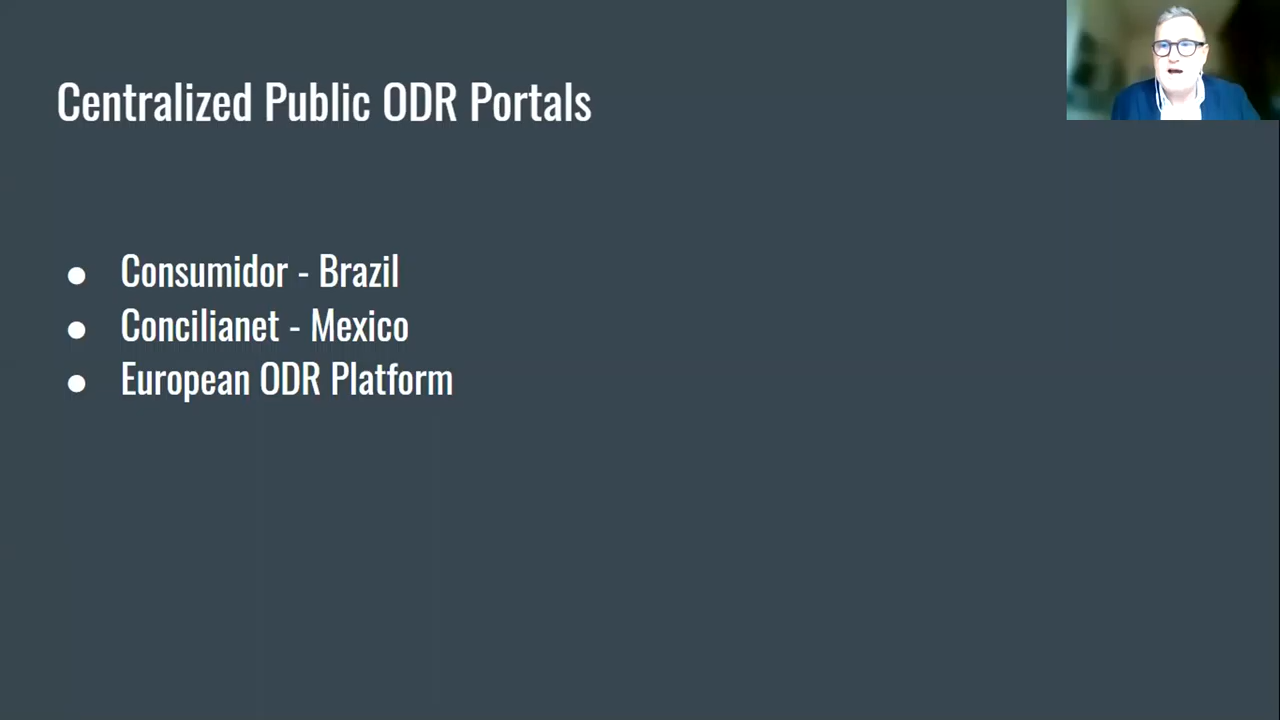 Centralized Public ODR Portals
● Consumidor - Brazil
● Concilianet - Mexico
● European ODR Platform